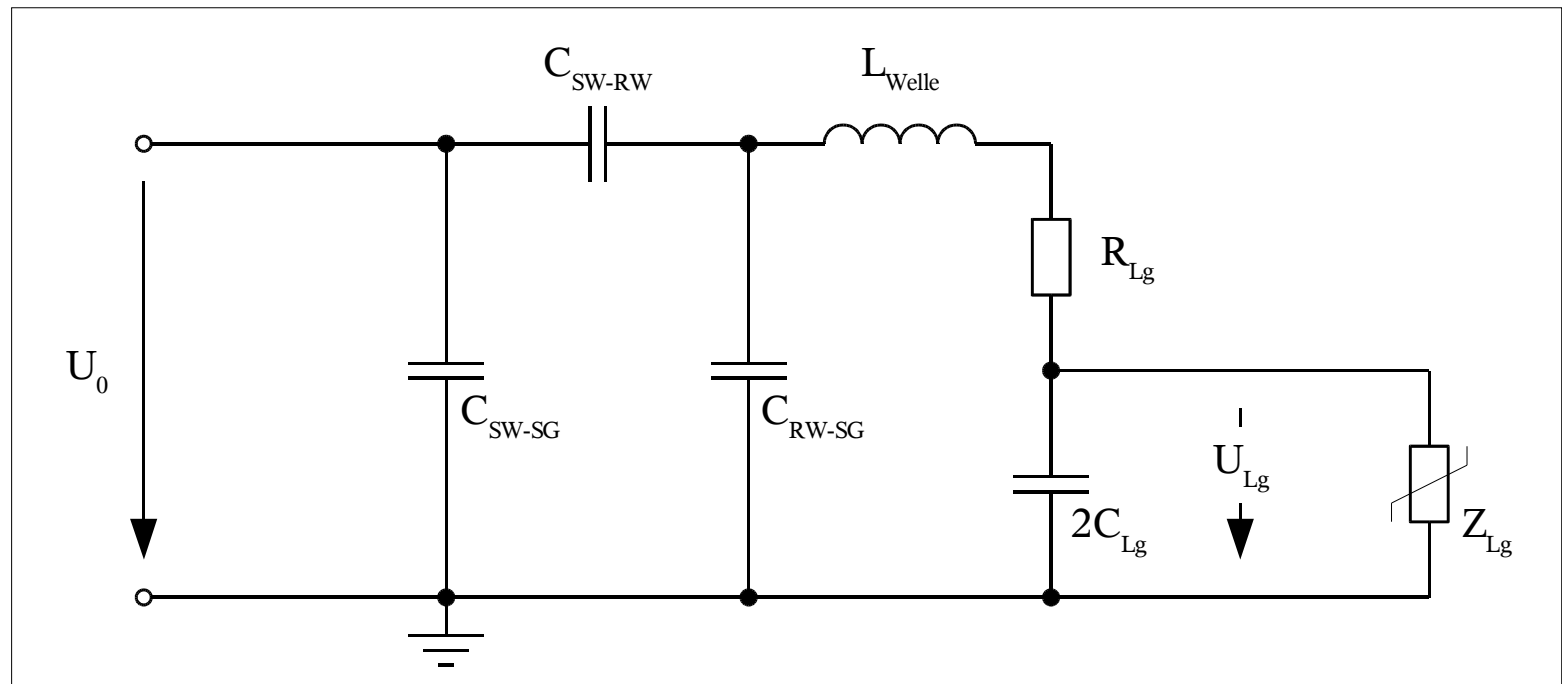 C_SW-RW
L_Welle
R_Lg
U_0
C_SW-SG
C_RW-SG
U_Lg
2C_Lg
Z_Lg